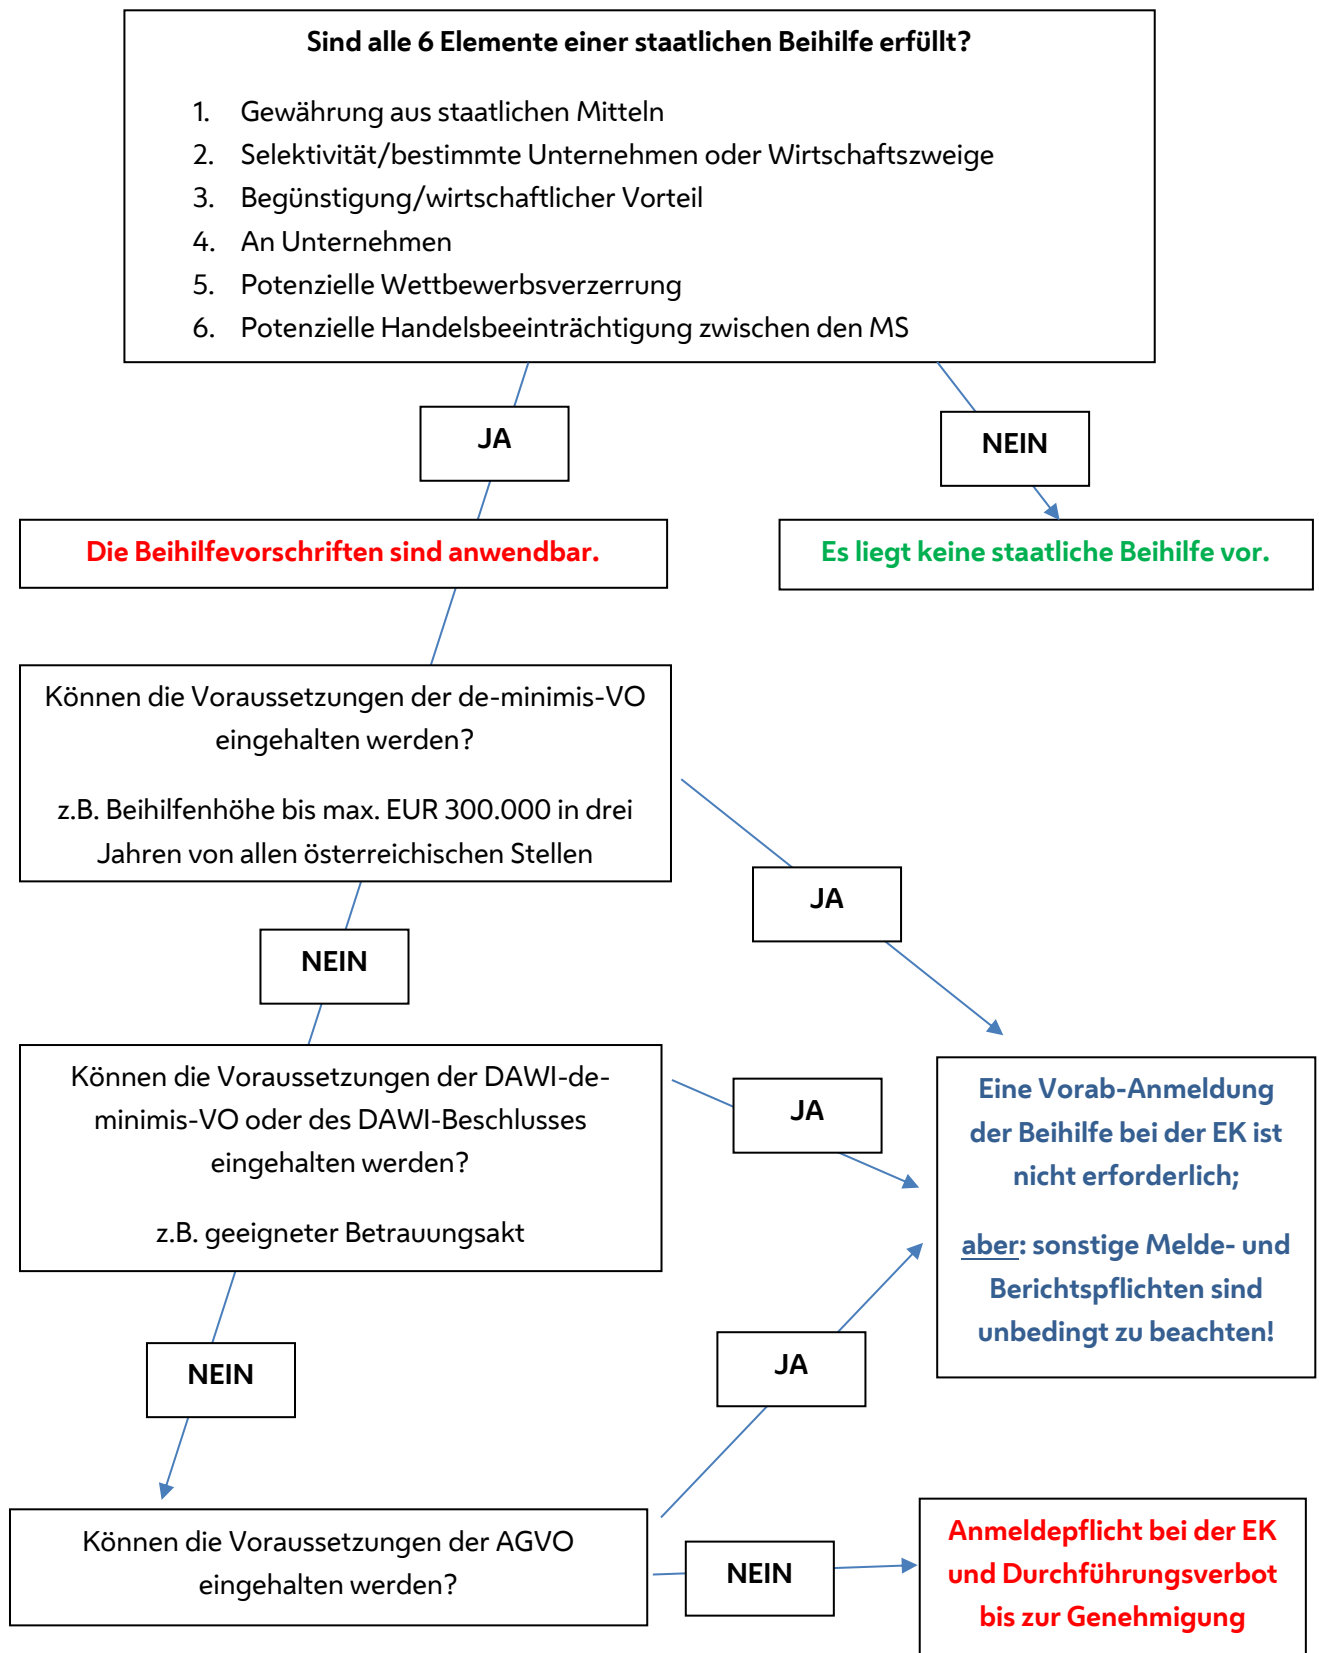 Sind alle 6 Elemente einer staatlichen Beihilfe erfüllt?
1. Gewährung aus staatlichen Mitteln
2. Selektivität/bestimmte Unternehmen oder Wirtschaftszweige
3. Begünstigung/wirtschaftlicher Vorteil
4. An Unternehmen
5. Potenzielle Wettbewerbsverzerrung
6. Potenzielle Handelsbeeinträchtigung zwischen den MS
JA
NEIN
Die Beihilfevorschriften sind anwendbar.
Es liegt keine staatliche Beihilfe vor.
Können die Voraussetzungen der de-minimis-VO
eingehalten werden?
z.B. Beihilfenhöhe bis max. EUR 300.000 in drei
Jahren von allen österreichischen Stellen
JA
NEIN
Können die Voraussetzungen der DAWI-de-
minimis-VO oder des DAWI-Beschlusses
eingehalten werden?
z.B. geeigneter Betrauungsakt
JA
Eine Vorab-Anmeldung
der Beihilfe bei der EK ist
nicht erforderlich;
aber: sonstige Melde- und
Berichtspflichten sind
unbedingt zu beachten!
NEIN
JA
Können die Voraussetzungen der AGVO
eingehalten werden?
NEIN
Anmeldepflicht bei der EK
und Durchführungsverbot
bis zur Genehmigung